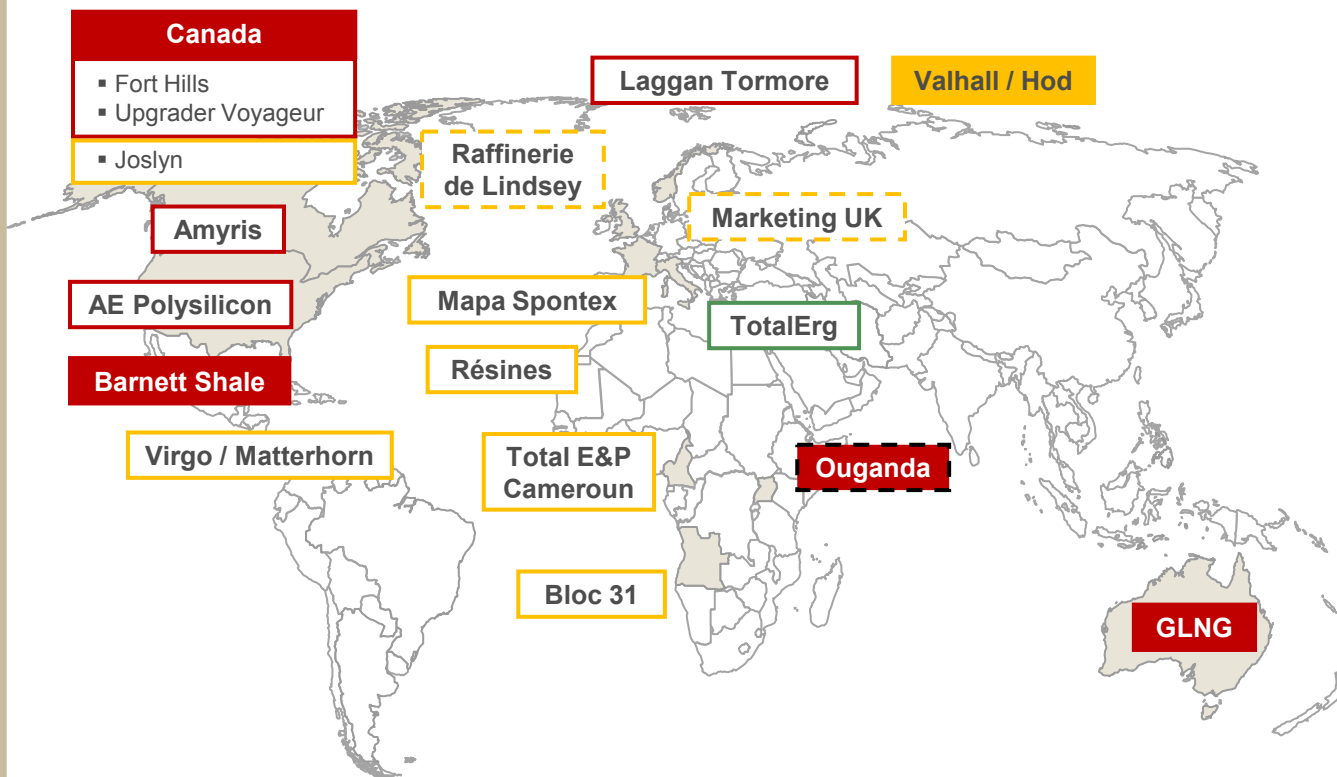 Canada
▪ Fort Hills
▪ Upgrader Voyageur
▪ Joslyn
Laggan Tormore
Valhall / Hod
Raffinerie
de Lindsey
Marketing UK
Amyris
AE Polysilicon
Mapa Spontex
TotalErg
Barnett Shale
Résines
Virgo / Matterhorn
Total E&P
Cameroun
Ouganda
Bloc 31
GLNG